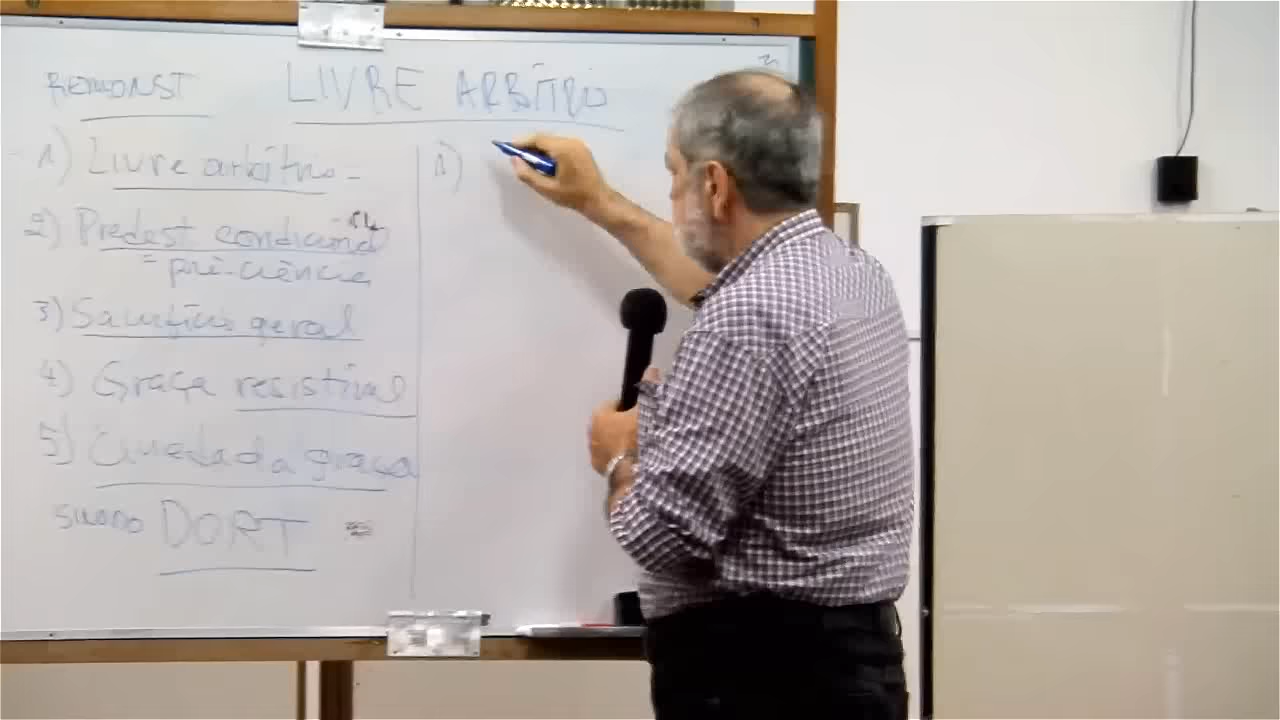 REMONST
LIVRE ARBÍTRIO
1) Livre arbítrio -
2) Predest condicional
= pré-ciência
3) Sacrifício geral
4) Graça resistível
5) Queda da graça
SINODO DORT
1)